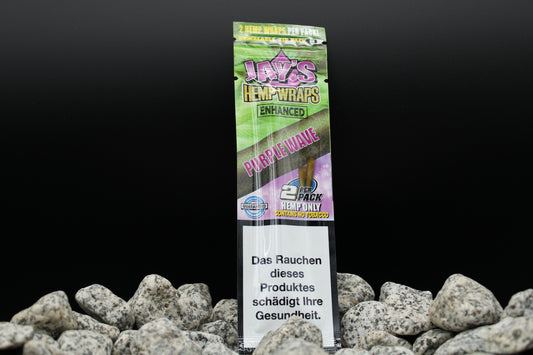 2 HEMP WRAPS PER PACK!
JAY'S
HEMP WRAPS
ENHANCED
PURPLE WAVE
2 PER
PACK
HEMP ONLY
CONTAINS NO TOBACCO
Das Rauchen
dieses
Produktes
schädigt Ihre
Gesundheit.